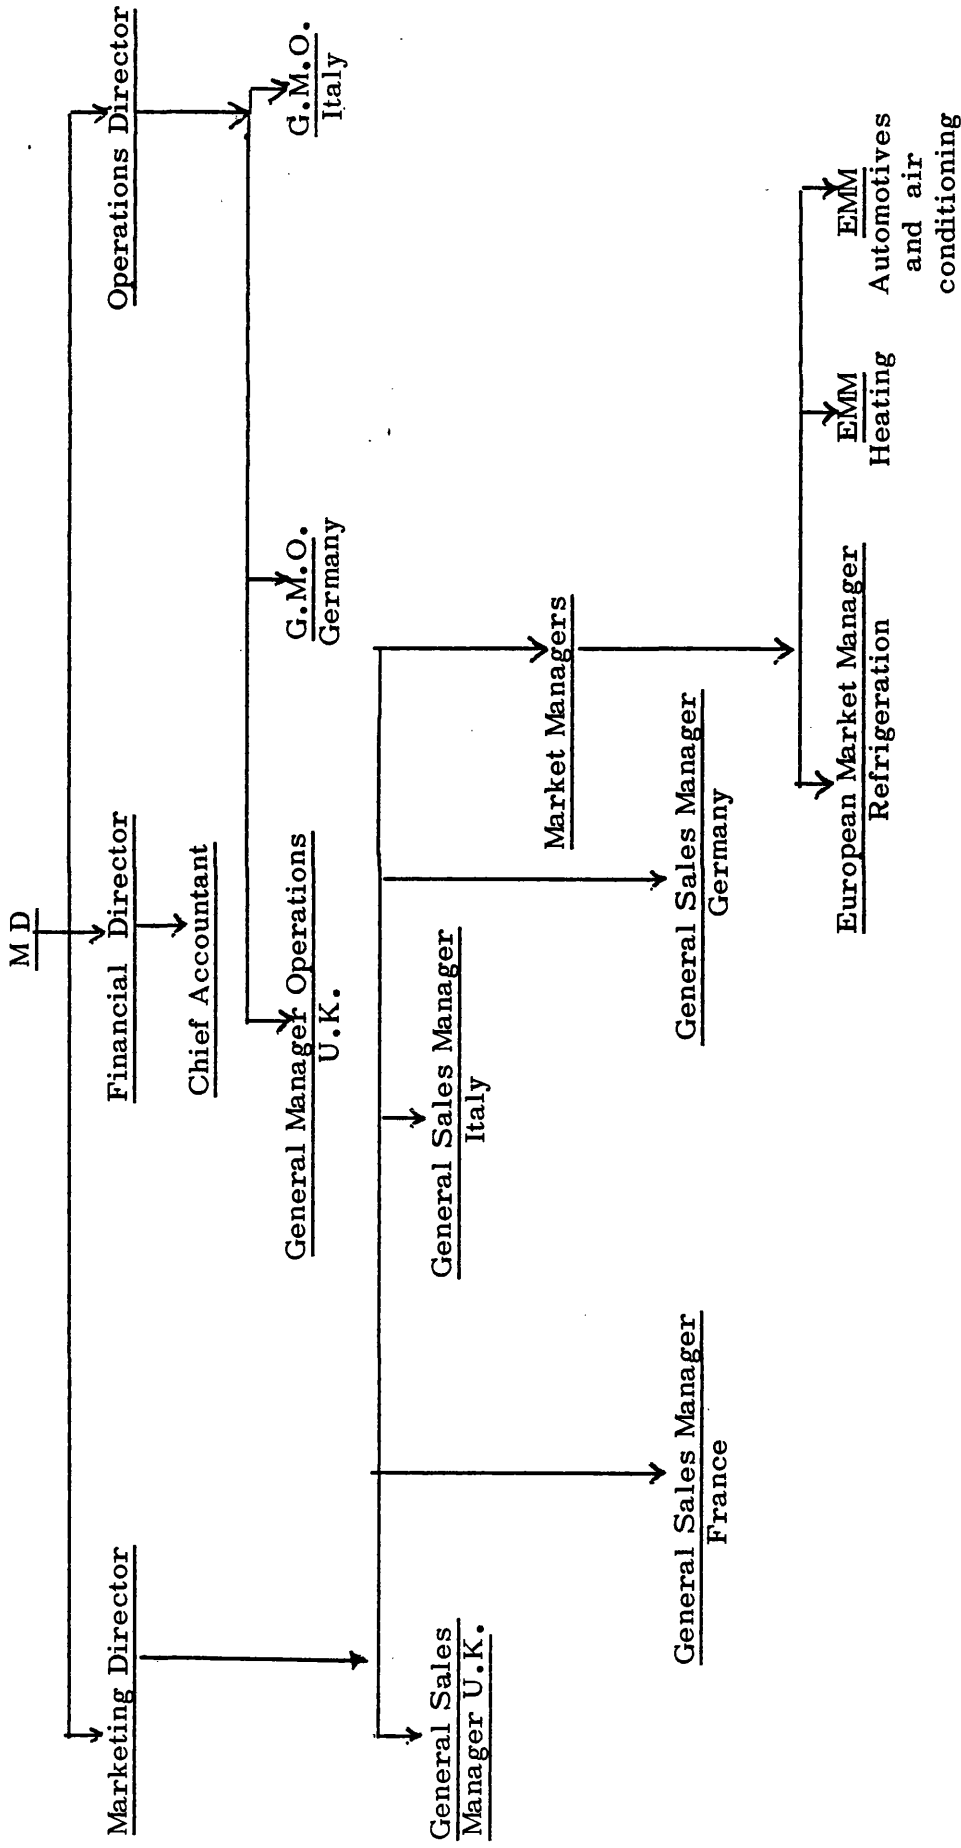 M D
Marketing Director
Financial Director
Operations Director
Chief Accountant
General Manager Operations
U.K.
G.M.O.
Germany
G.M.O.
Italy
General Sales
Manager U.K.
General Sales Manager
Italy
Market Managers
General Sales Manager
France
General Sales Manager
Germany
European Market Manager
Refrigeration
EMM
Heating
EMM
Automotives
and air
conditioning